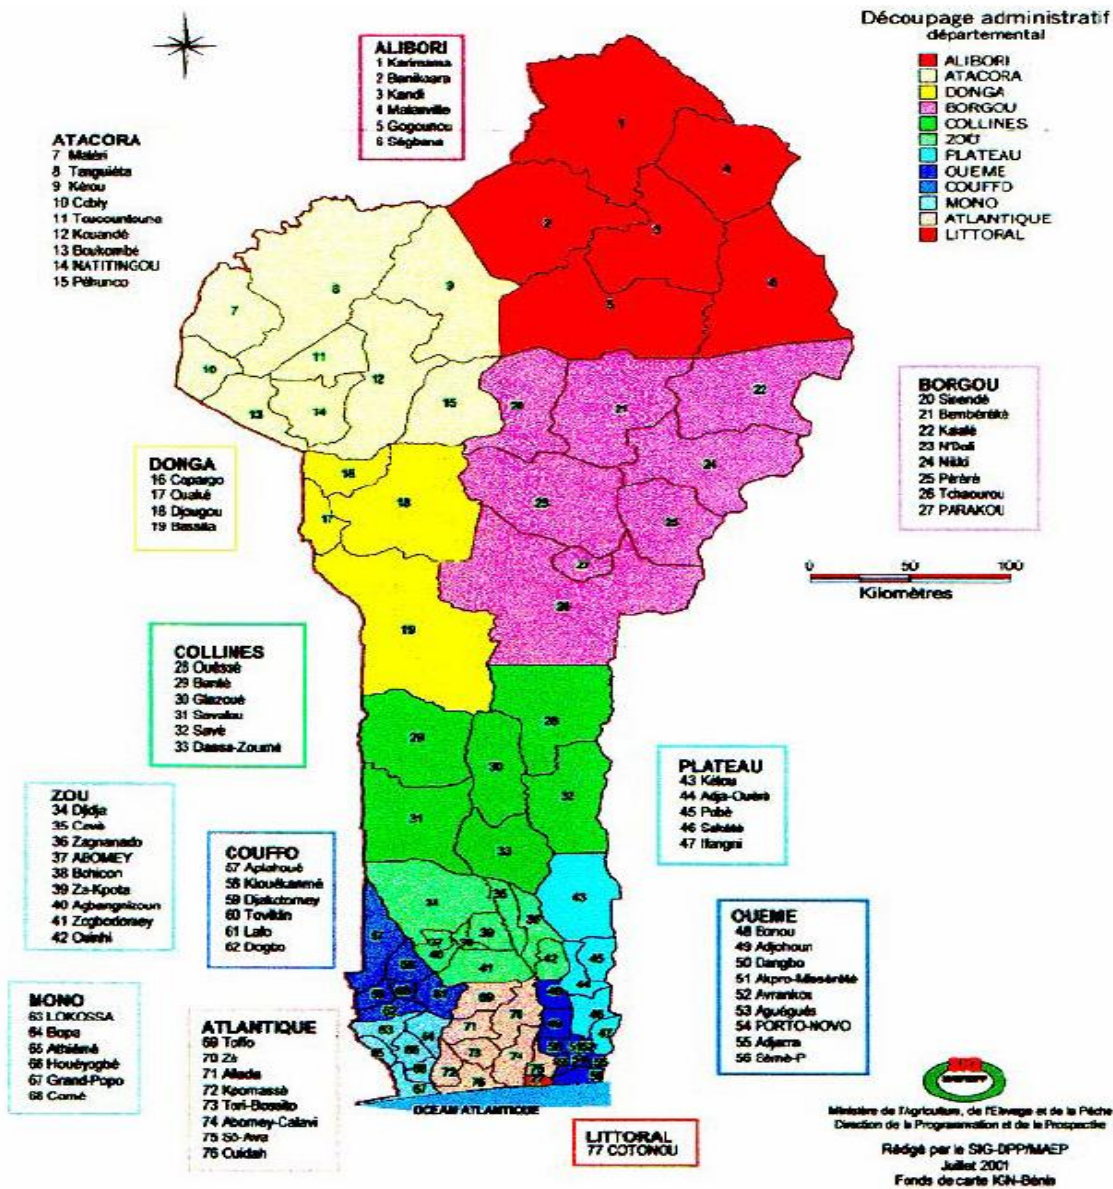 Découpage administratif
départemental
ALIBORI
ATACORA
DONGA
BORGOU
COLLINES
ZOU
PLATEAU
OUEME
COUFFO
MONO
ATLANTIQUE
LITTORAL
ALIBORI
1 Karimama
2 Banikoara
3 Kandi
4 Malanville
5 Gogounou
6 Ségbana
ATACORA
7 Matéri
8 Tanguiéta
9 Kérou
10 Cobly
11 Toucountouna
12 Kouandé
13 Boukombé
14 NATITINGOU
15 Péhunco
BORGOU
20 Sinendé
21 Bembéréké
22 Kalalé
23 N'Dali
24 Nikki
25 Pérèrè
26 Tchaourou
27 PARAKOU
DONGA
16 Copargo
17 Ouaké
18 Djougou
19 Bassila
0 50 100
Kilomètres
COLLINES
28 Ouèssè
29 Bantè
30 Glazoué
31 Savalou
32 Savè
33 Dassa-Zoumé
PLATEAU
43 Kétou
44 Adja-Ouèrè
45 Pobè
46 Sakété
47 Ifangni
ZOU
34 Djidja
35 Covè
36 Zagnanado
37 ABOMEY
38 Bohicon
39 Za-Kpota
40 Agbangnizoun
41 Zogbodomey
42 Ouinhi
COUFFO
57 Aplahoué
58 Klouékanmè
59 Djakotomey
60 Toviklin
61 Lalo
62 Dogbo
OUEME
48 Bonou
49 Adjohoun
50 Dangbo
51 Akpro-Missérété
52 Avrankou
53 Aguégués
54 PORTO-NOVO
55 Adjarra
56 Sèmè-P
MONO
63 LOKOSSA
64 Bopa
65 Athiémé
66 Houéyogbé
67 Grand-Popo
68 Comé
ATLANTIQUE
69 Toffo
70 Zè
71 Allada
72 Kpomassè
73 Tori-Bossito
74 Abomey-Calavi
75 Sô-Ava
76 Ouidah
OCEAN ATLANTIQUE
LITTORAL
77 COTONOU
Ministère de l'Agriculture, de l'Elevage et de la Pêche
Direction de la Programmation et de la Prospective
Rédigé par le SIG-DPP/MAEP
Juillet 2001
Fonds de carte IGN-Bénin